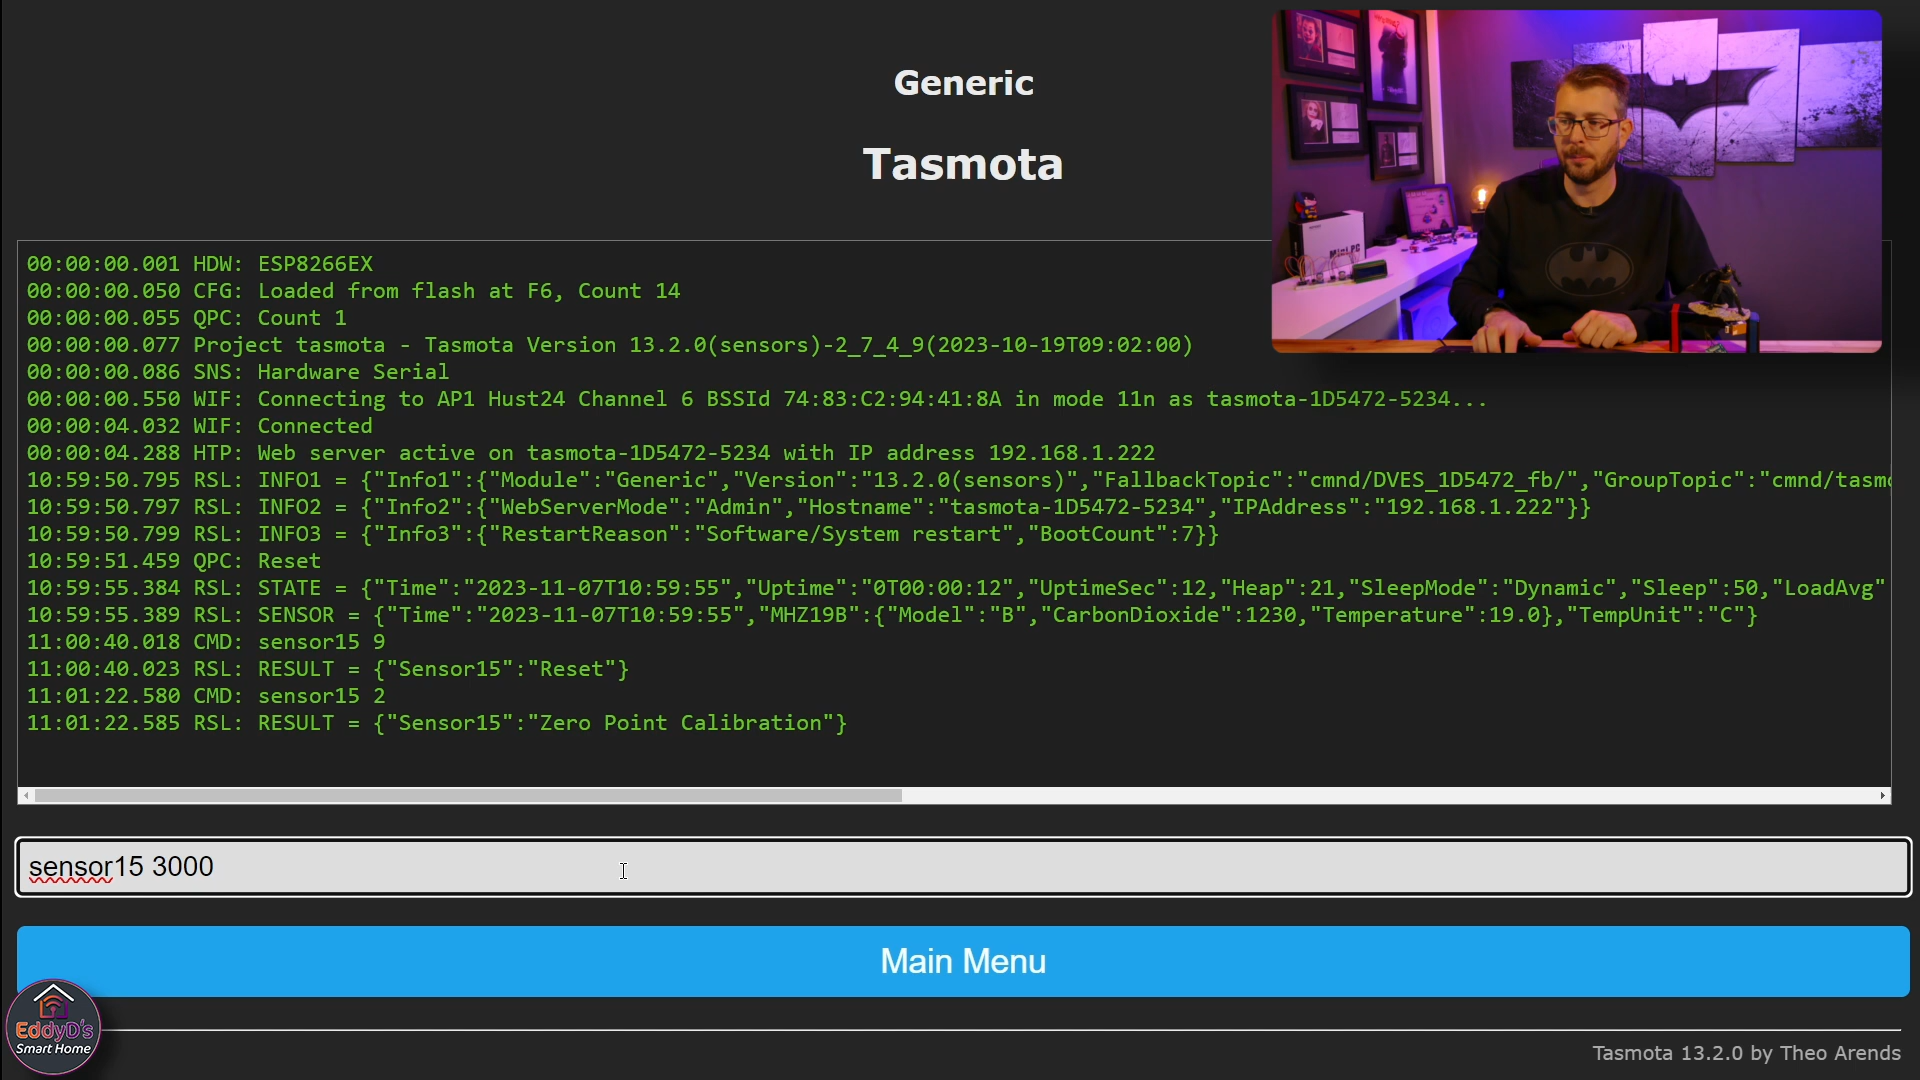 Generic
Tasmota
00:00:00.001 HDW: ESP8266EX
00:00:00.050 CFG: Loaded from flash at F6, Count 14
00:00:00.055 QPC: Count 1
00:00:00.077 Project tasmota - Tasmota Version 13.2.0(sensors)-2_7_4_9(2023-10-19T09:02:00)
00:00:00.086 SNS: Hardware Serial
00:00:00.550 WIF: Connecting to AP1 Hust24 Channel 6 BSSId 74:83:C2:94:41:8A in mode 11n as tasmota-1D5472-5234...
00:00:04.032 WIF: Connected
00:00:04.288 HTP: Web server active on tasmota-1D5472-5234 with IP address 192.168.1.222
10:59:50.795 RSL: INFO1 = {"Info1":{"Module":"Generic","Version":"13.2.0(sensors)","FallbackTopic":"cmnd/DVES_1D5472_fb/","GroupTopic":"cmnd/tasm
10:59:50.797 RSL: INFO2 = {"Info2":{"WebServerMode":"Admin","Hostname":"tasmota-1D5472-5234","IPAddress":"192.168.1.222"}}
10:59:50.799 RSL: INFO3 = {"Info3":{"RestartReason":"Software/System restart","BootCount":7}}
10:59:51.459 QPC: Reset
10:59:55.384 RSL: STATE = {"Time":"2023-11-07T10:59:55","Uptime":"0T00:00:12","UptimeSec":12,"Heap":21,"SleepMode":"Dynamic","Sleep":50,"LoadAvg"
10:59:55.389 RSL: SENSOR = {"Time":"2023-11-07T10:59:55","MHZ19B":{"Model":"B","CarbonDioxide":1230,"Temperature":19.0},"TempUnit":"C"}
11:00:40.018 CMD: sensor15 9
11:00:40.023 RSL: RESULT = {"Sensor15":"Reset"}
11:01:22.580 CMD: sensor15 2
11:01:22.585 RSL: RESULT = {"Sensor15":"Zero Point Calibration"}
sensor15 3000
Main Menu
EddyD's
Smart Home
Tasmota 13.2.0 by Theo Arends
Mini PC